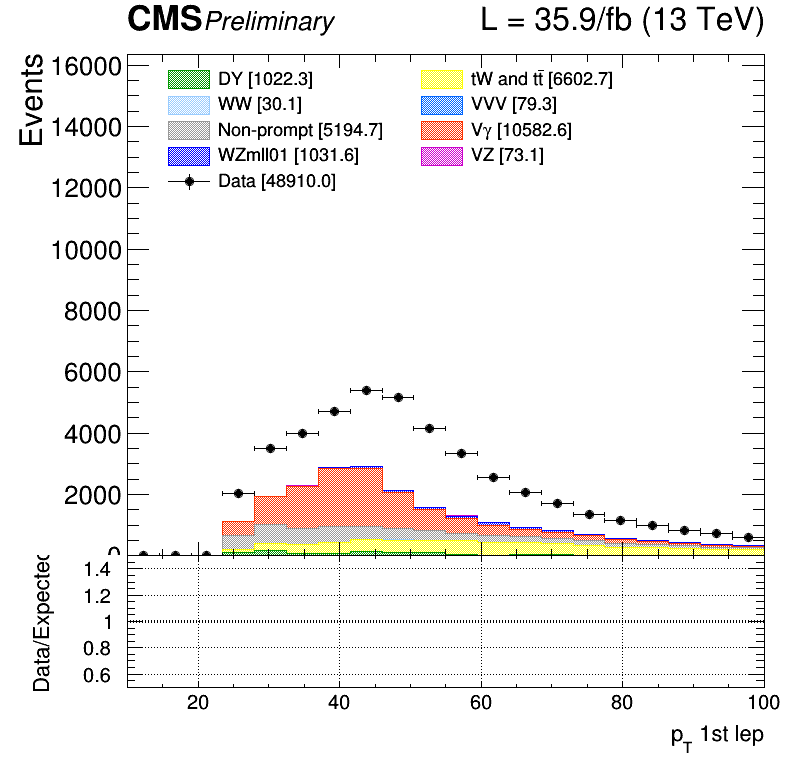 CMS Preliminary L = 35.9/fb (13 TeV)
Events
16000
14000
12000
10000
8000
6000
4000
2000
0
DY [1022.3]
WW [30.1]
Non-prompt [5194.7]
WZmll01 [1031.6]
Data [48910.0]
tW and tt̄ [6602.7]
VVV [79.3]
Vγ [10582.6]
VZ [73.1]
Data/Expected
1.4
1.2
1
0.8
0.6
20 40 60 80 100
p_T 1st lep